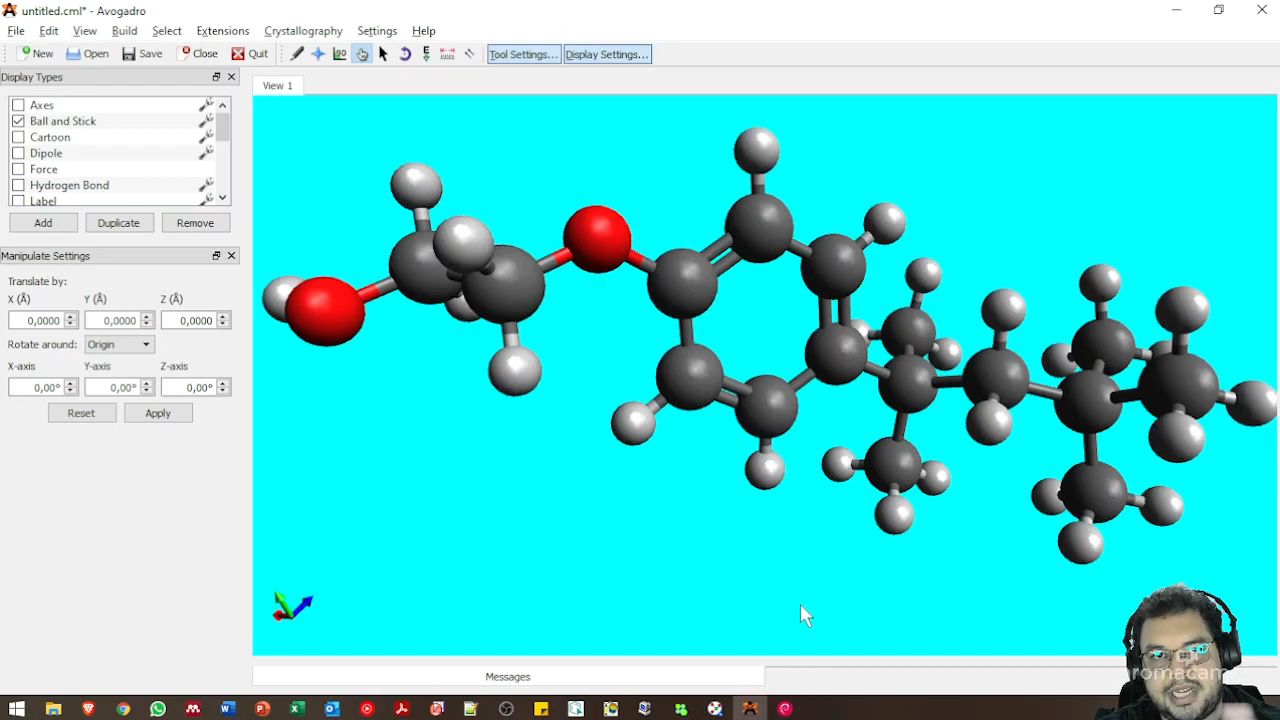 untitled.cml* - Avogadro
File Edit View Build Select Extensions Crystallography Settings Help
New Open Save Close Quit Tool Settings... Display Settings...
Display Types
View 1
Axes
Ball and Stick
Cartoon
Dipole
Force
Hydrogen Bond
Label
Add Duplicate Remove
Manipulate Settings
Translate by:
X (Å) Y (Å) Z (Å)
0,0000 0,0000 0,0000
Rotate around: Origin
X-axis Y-axis Z-axis
0,00° 0,00° 0,00°
Reset Apply
Messages